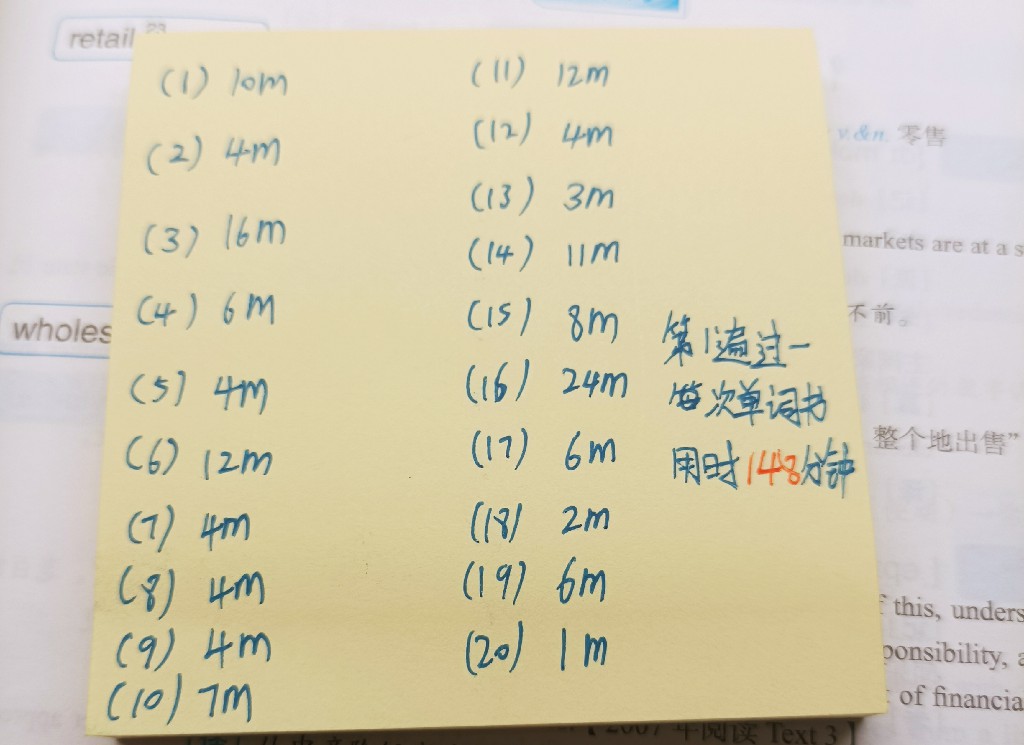 retail 23
(1) 10m
(2) 4m
(3) 16m
(4) 6m
(5) 4m
(6) 12m
(7) 4m
(8) 4m
(9) 4m
(10) 7m
(11) 12m
(12) 4m
(13) 3m
(14) 11m
(15) 8m
(16) 24m
(17) 6m
(18) 2m
(19) 6m
(20) 1m
第1遍过一
每次单词书
用时148分钟
v.&n. 零售
markets are at a s
不前。
wholes
整个地出售”
f this, unders
ponsibility, a
of financia
2007 年阅读 Text 3】